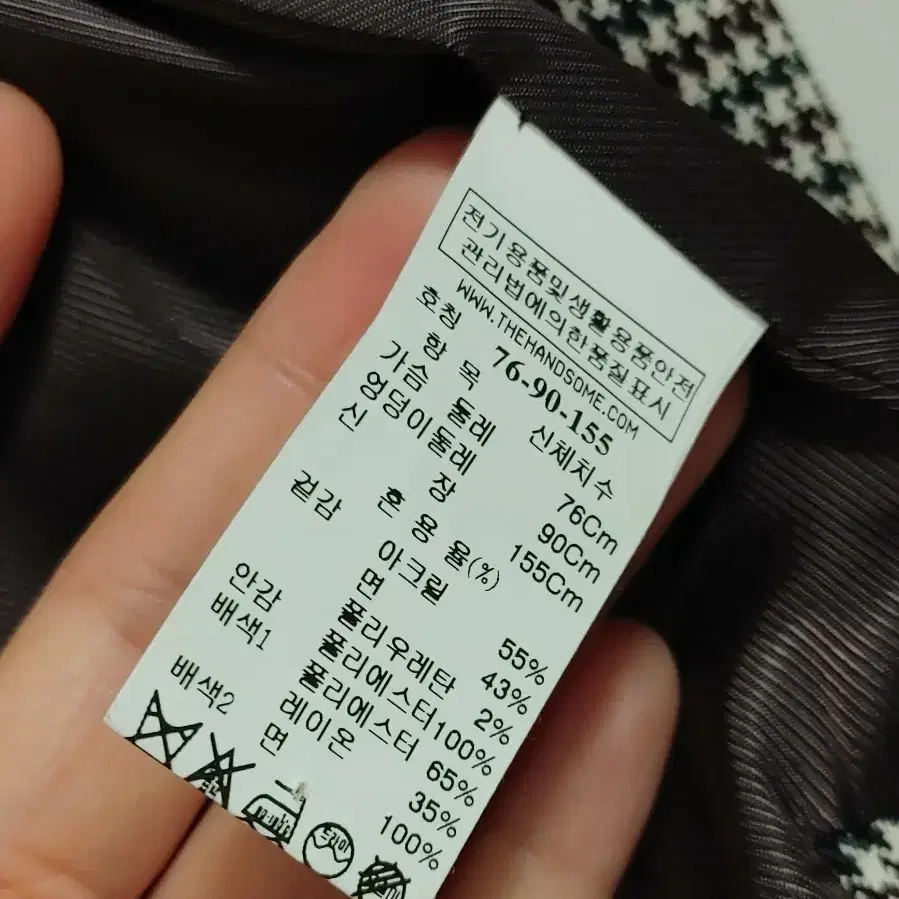 전기용품및생활용품안전
관리법에의한품질표시
WWW.THEHANDSOME.COM
호칭 76-90-155
항 목 신체치수
가슴 둘레 76Cm
엉덩이둘레 90Cm
신 장 155Cm
혼 용 율(%)
겉감 아크릴 55%
면 43%
폴리우레탄 2%
안감 폴리에스터100%
배색1 폴리에스터 65%
레이온 35%
배색2 면 100%
드라이